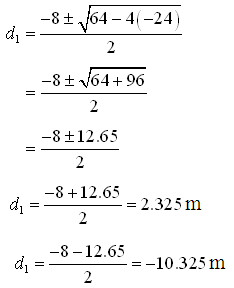 d₁ = (-8 ± √(64 - 4(-24))) / 2
= (-8 ± √(64 + 96)) / 2
= (-8 ± 12.65) / 2
d₁ = (-8 + 12.65) / 2 = 2.325 m
d₁ = (-8 - 12.65) / 2 = -10.325 m